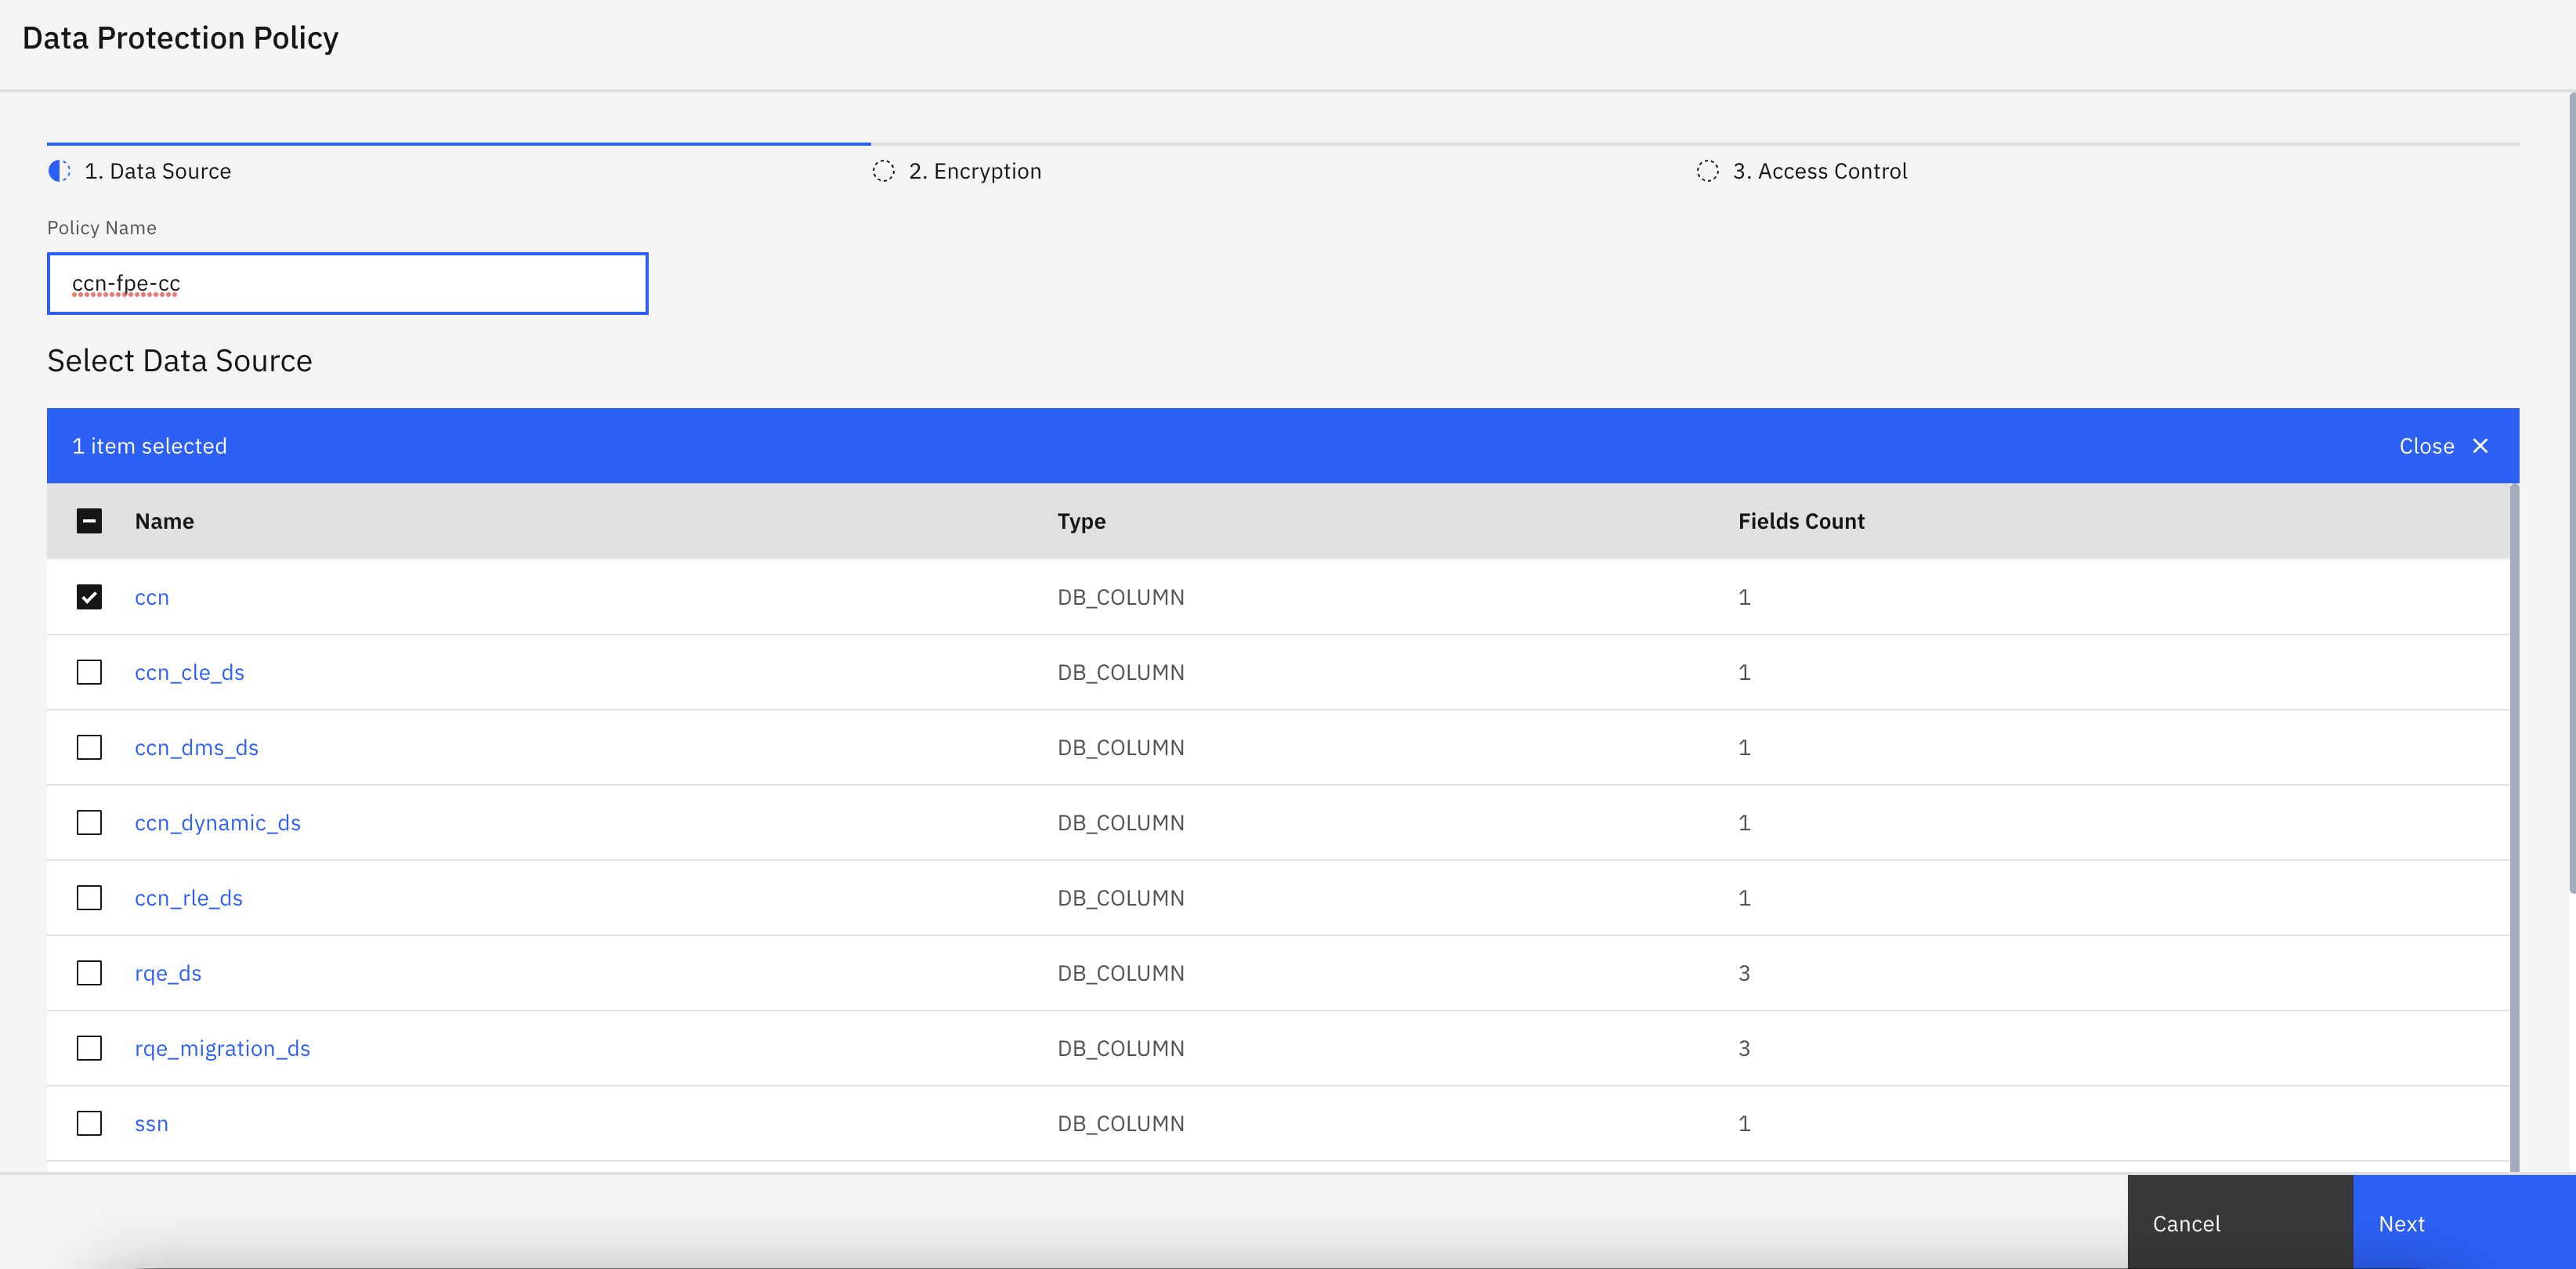 Data Protection Policy
1. Data Source 2. Encryption 3. Access Control
Policy Name
ccn-fpe-cc
Select Data Source
1 item selected Close
Name Type Fields Count
ccn DB_COLUMN 1
ccn_cle_ds DB_COLUMN 1
ccn_dms_ds DB_COLUMN 1
ccn_dynamic_ds DB_COLUMN 1
ccn_rle_ds DB_COLUMN 1
rqe_ds DB_COLUMN 3
rqe_migration_ds DB_COLUMN 3
ssn DB_COLUMN 1
Cancel Next